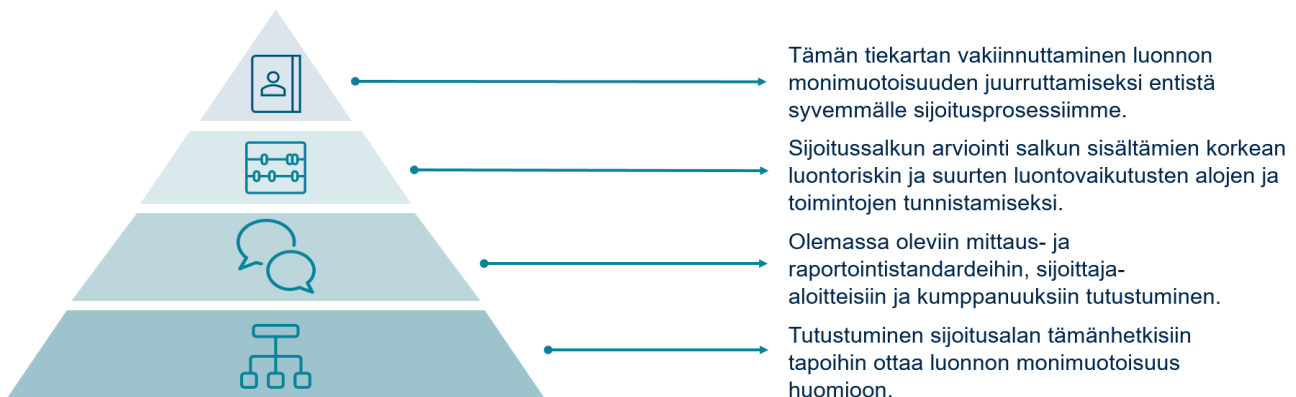 Tämän tiekartan vakiinnuttaminen luonnon
monimuotoisuuden juurruttamiseksi entistä
syvemmälle sijoitusprosessiimme.
Sijoitussalkun arviointi salkun sisältämien korkean
luontoriskin ja suurten luontovaikutusten alojen ja
toimintojen tunnistamiseksi.
Olemassa oleviin mittaus- ja
raportointistandardeihin, sijoittaja-
aloitteisiin ja kumppanuuksiin tutustuminen.
Tutustuminen sijoitusalan tämänhetkisiin
tapoihin ottaa luonnon monimuotoisuus
huomioon.